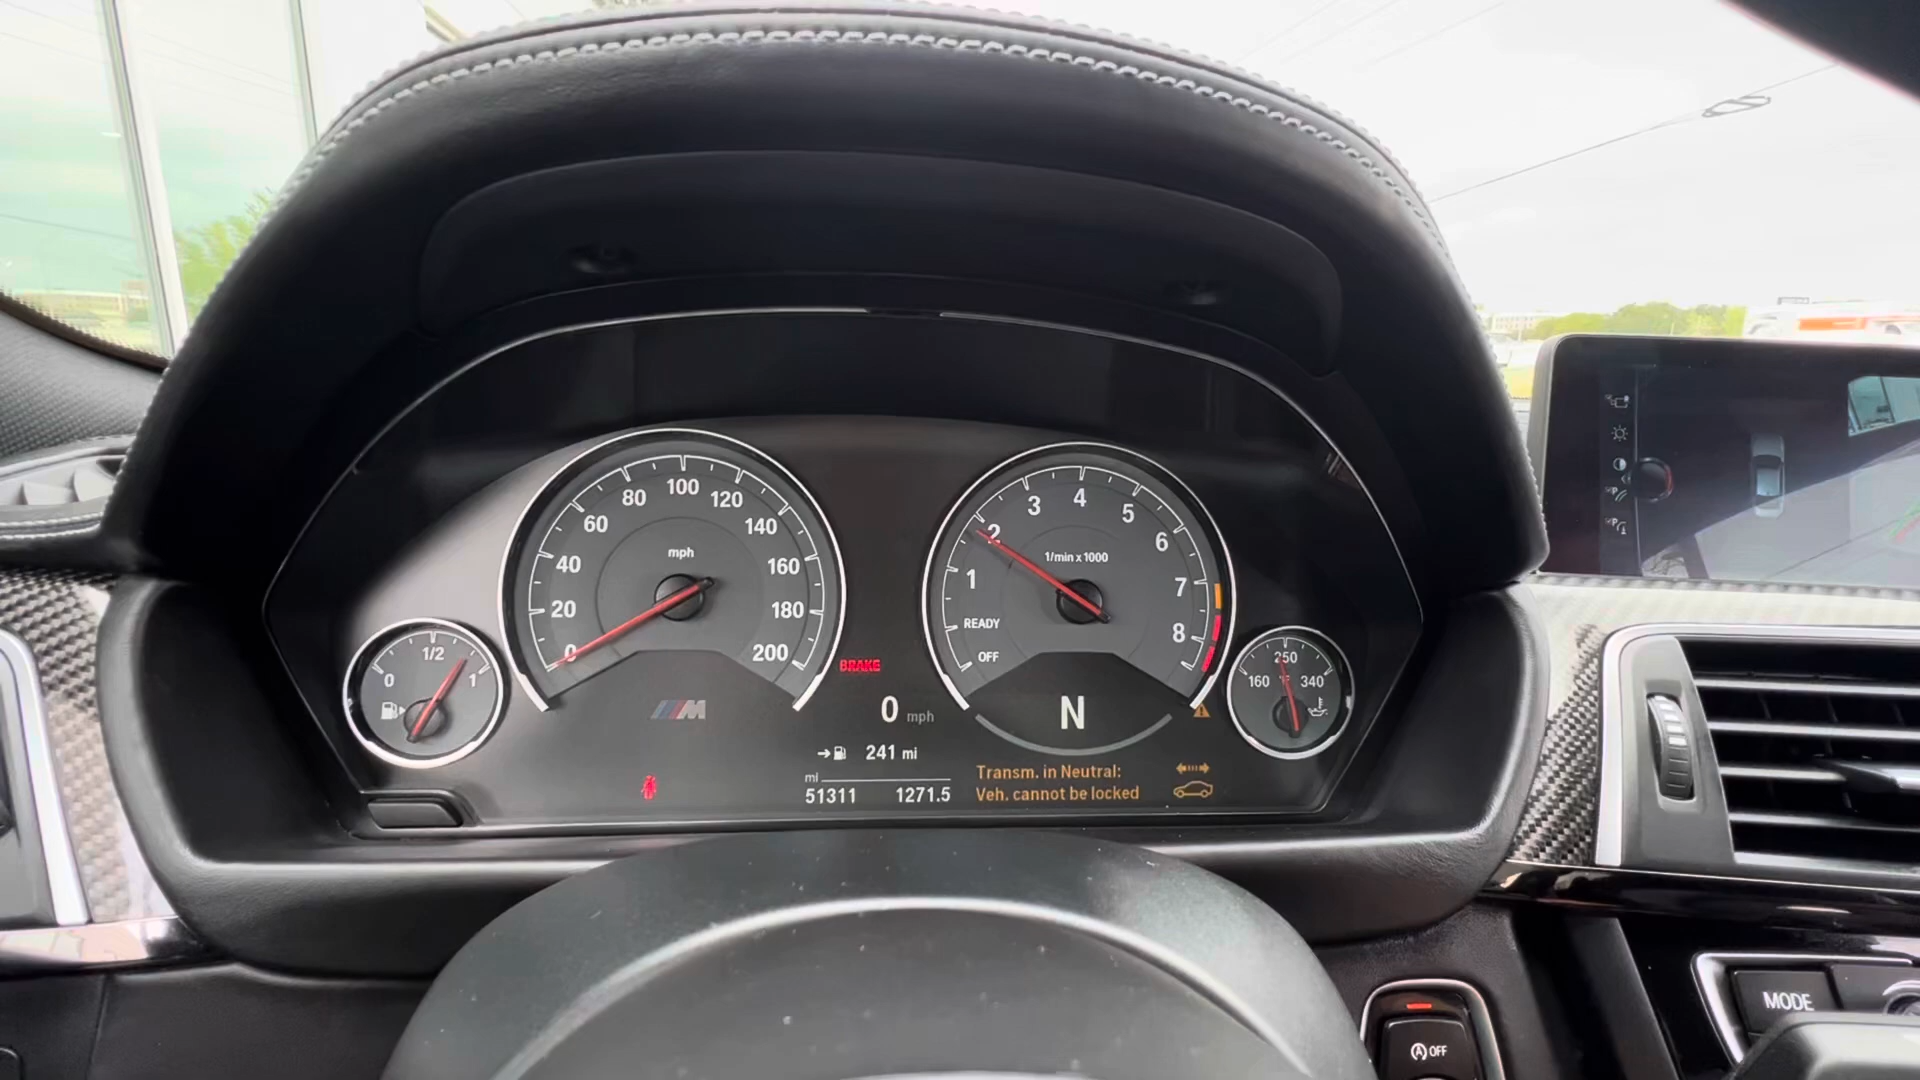 80
100
120
60
140
40
mph
160
20
180
0
200
3
4
5
2
6
1/min x 1000
1
7
READY
8
OFF
1/2
0
1
250
160
°F
340
BRAKE
M
0 mph
N
241 mi
mi
51311
1271.5
Transm. in Neutral:
Veh. cannot be locked
P
P
MODE
A OFF